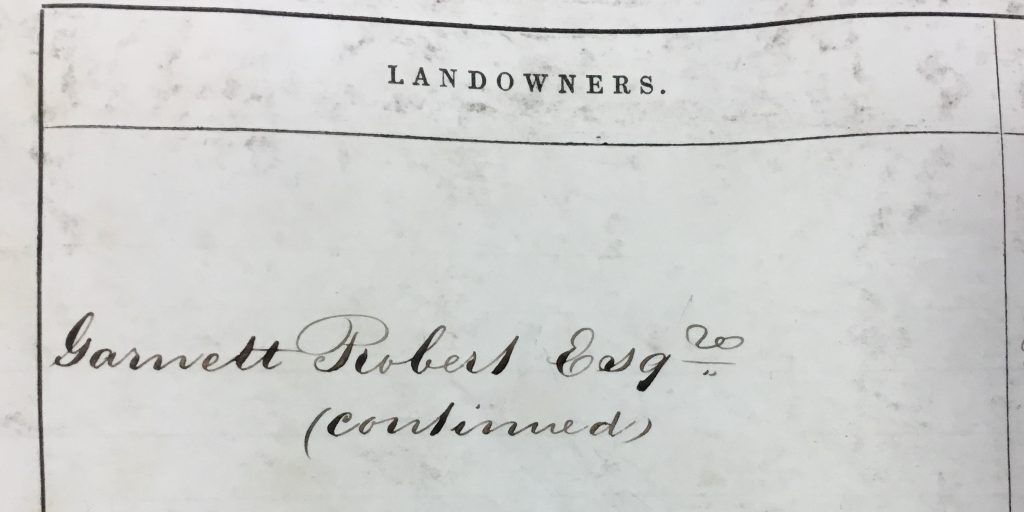 LANDOWNERS.
Garnett Robert Esqre
(continued)